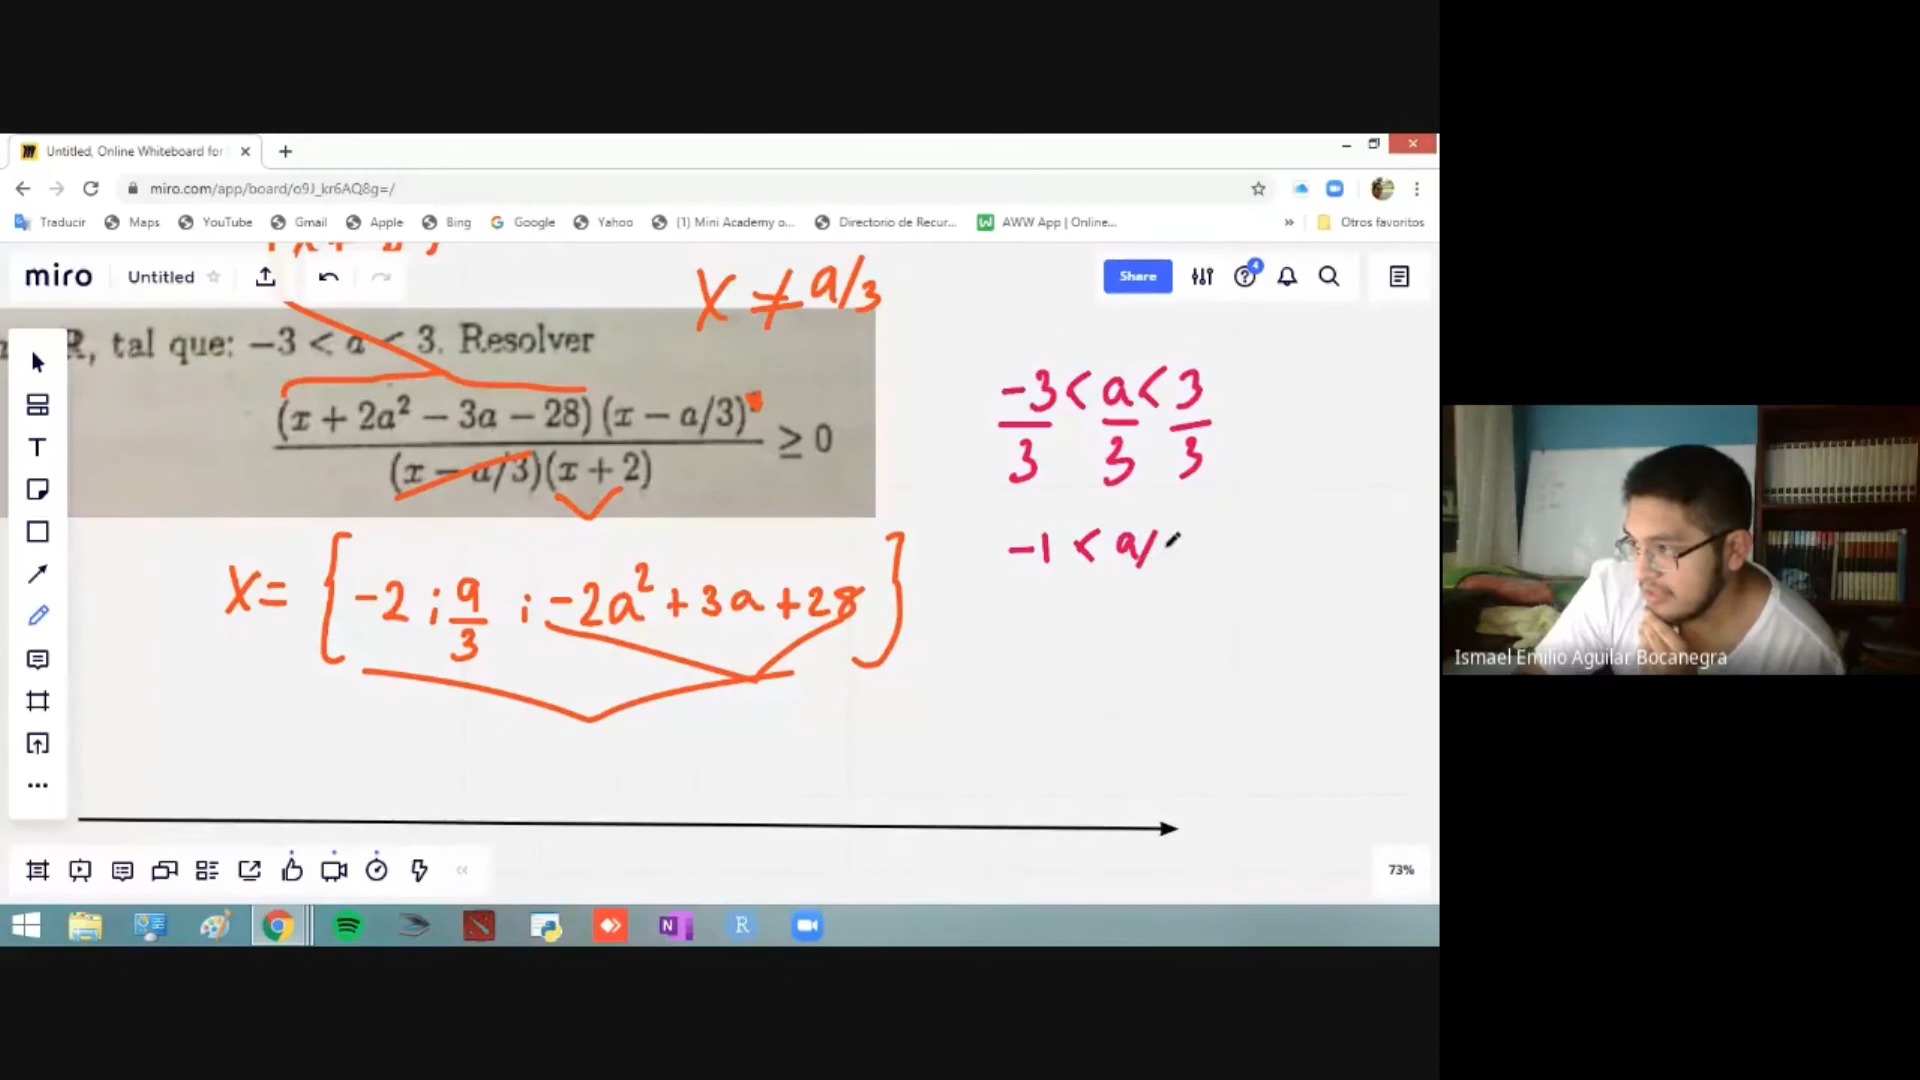 Untitled, Online Whiteboard for
miro.com/app/board/o9J_kr6AQ8g=/
Traducir Maps YouTube Gmail Apple Bing Google Yahoo (1) Mini Academy o... Directorio de Recur... AWW App | Online... » Otros favoritos
miro Untitled Share 4
x ≠ a/3
R, tal que: −3 < a < 3. Resolver
(x + 2a² − 3a − 28)(x − a/3)
≥ 0
(x − a/3)(x + 2)
-3 < a < 3
3 3 3
-1 < a/
X = { -2 ; a/3 ; -2a² + 3a + 28 }
Ismael Emilio Aguilar Bocanegra
73%